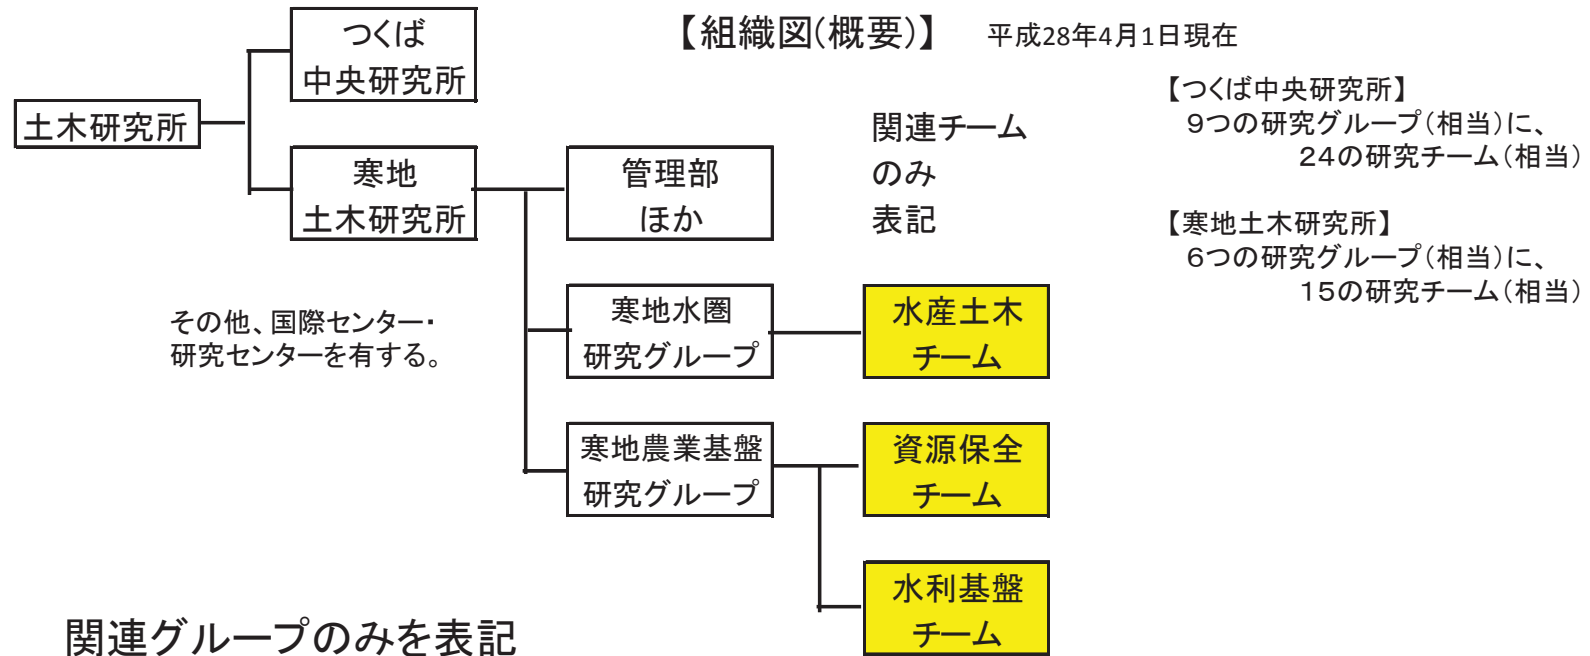 【組織図(概要)】 平成28年4月1日現在
つくば
中央研究所
土木研究所
寒地
土木研究所
管理部
ほか
関連チーム
のみ
表記
【つくば中央研究所】
9つの研究グループ(相当)に、
24の研究チーム(相当)
【寒地土木研究所】
6つの研究グループ(相当)に、
15の研究チーム(相当)
その他、国際センター・
研究センターを有する。
寒地水圏
研究グループ
水産土木
チーム
寒地農業基盤
研究グループ
資源保全
チーム
水利基盤
チーム
関連グループのみを表記